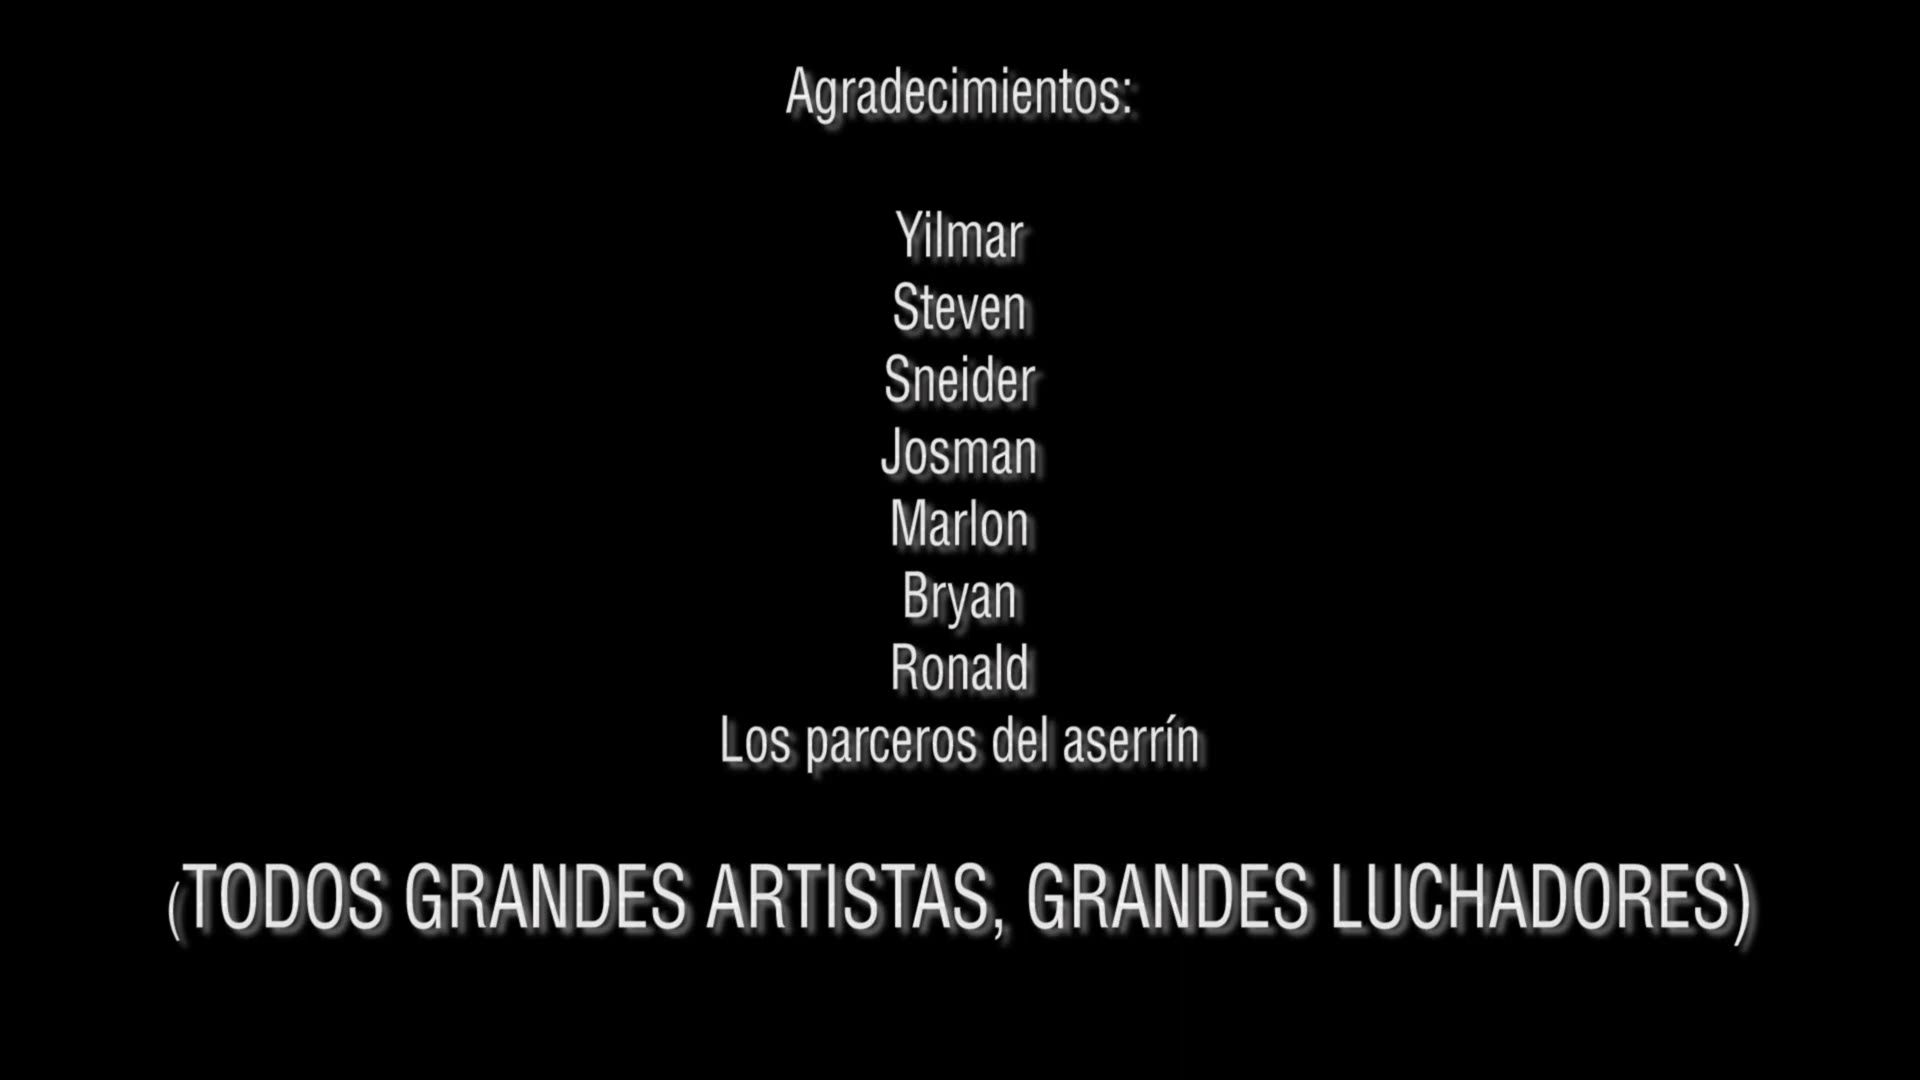 Agradecimientos:
Yilmar
Steven
Sneider
Josman
Marlon
Bryan
Ronald
Los parceros del aserrín
(TODOS GRANDES ARTISTAS, GRANDES LUCHADORES)